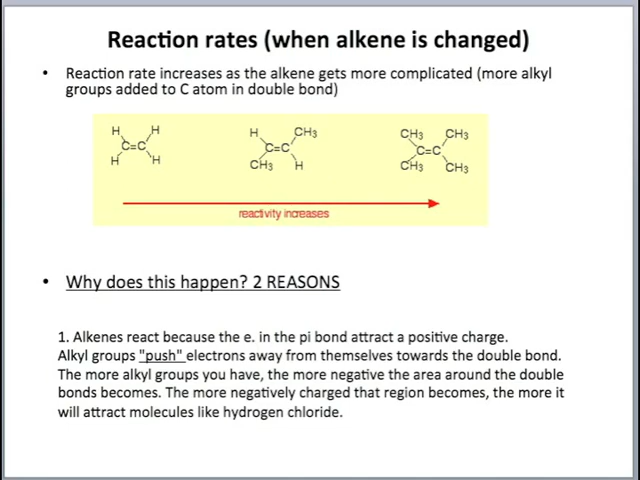 Reaction rates (when alkene is changed)
• Reaction rate increases as the alkene gets more complicated (more alkyl
groups added to C atom in double bond)
H H H CH3 CH3 CH3
C=C C=C C=C
H H CH3 H CH3 CH3
reactivity increases
• Why does this happen? 2 REASONS
1. Alkenes react because the e. in the pi bond attract a positive charge.
Alkyl groups "push" electrons away from themselves towards the double bond.
The more alkyl groups you have, the more negative the area around the double
bonds becomes. The more negatively charged that region becomes, the more it
will attract molecules like hydrogen chloride.